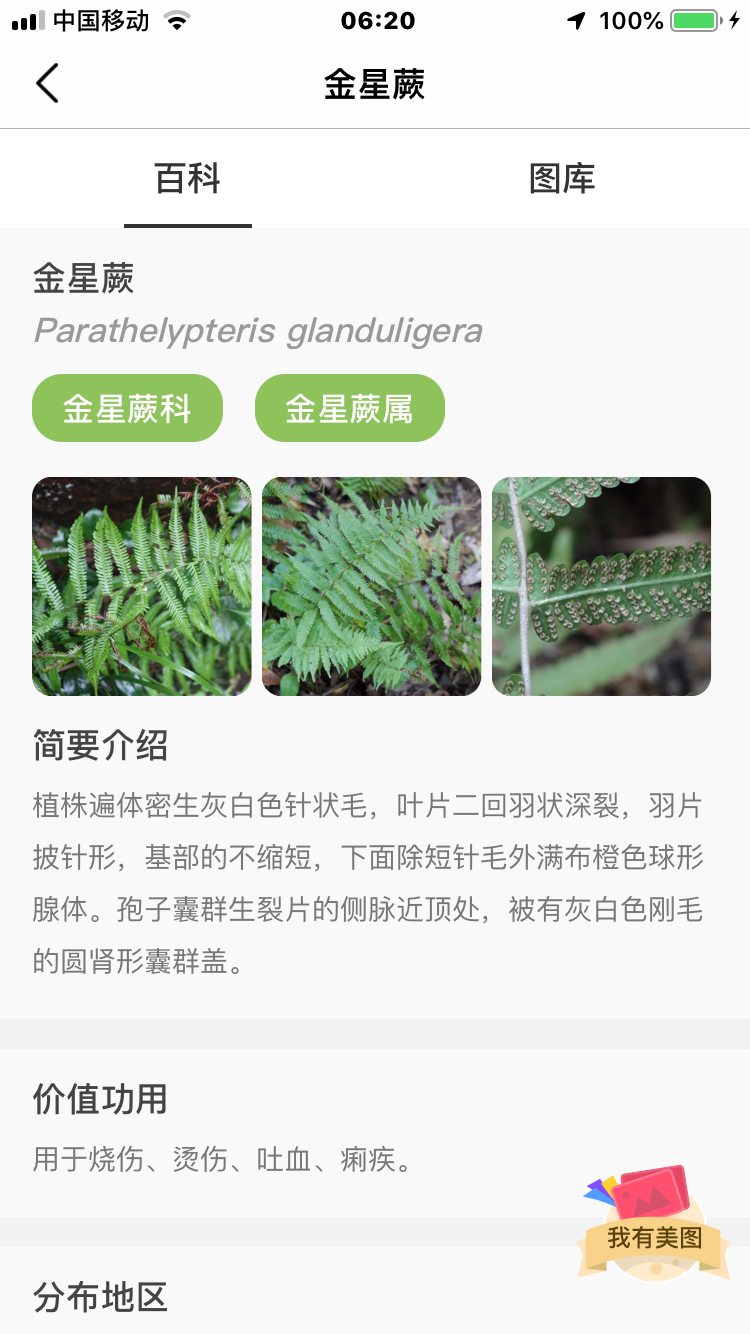 中国移动
06:20
100%
金星蕨
百科
图库
金星蕨
Parathelypteris glanduligera
金星蕨科
金星蕨属
简要介绍
植株遍体密生灰白色针状毛，叶片二回羽状深裂，羽片
披针形，基部的不缩短，下面除短针毛外满布橙色球形
腺体。孢子囊群生裂片的侧脉近顶处，被有灰白色刚毛
的圆肾形囊群盖。
价值功用
用于烧伤、烫伤、吐血、痢疾。
我有美图
分布地区